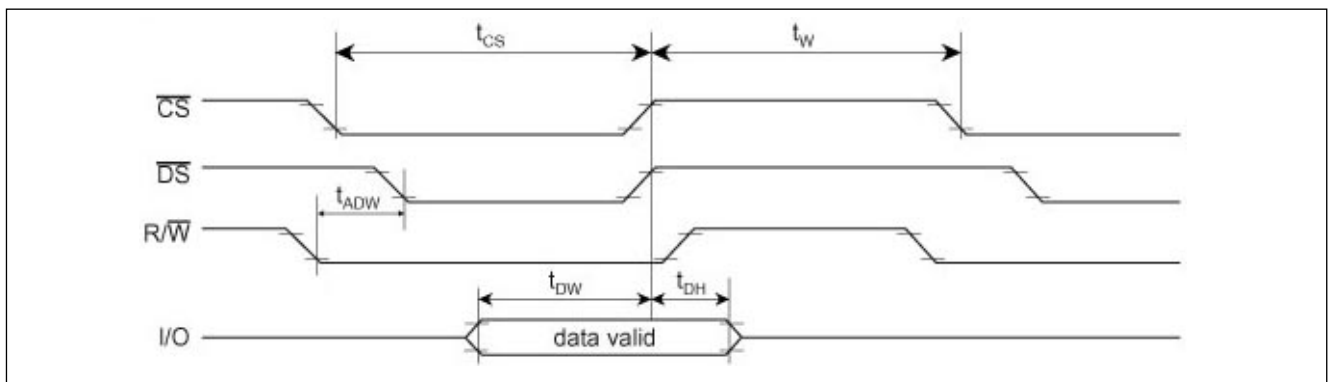 tCS tW
CS
DS
tADW
R/W
tDW tDH
I/O data valid